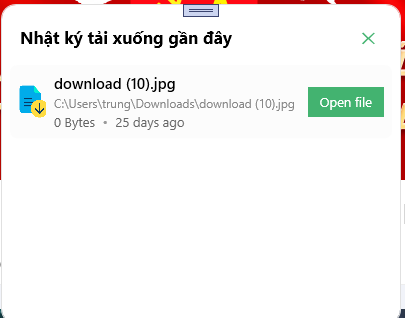 Nhật ký tải xuống gần đây
download (10).jpg
C:\Users\trung\Downloads\download (10).jpg
Open file
0 Bytes • 25 days ago